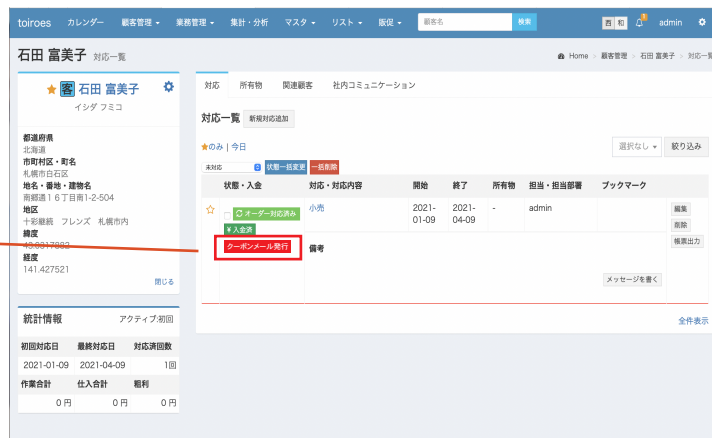 toiroes カレンダー 顧客管理 業務管理 集計・分析 マスタ リスト 販促 顧客名 検索 西 和 admin
石田 富美子 対応一覧
Home 顧客管理 石田 富美子 対応一覧
客 石田 富美子
イシダ フミコ
都道府県
北海道
市町村区・町名
札幌市白石区
地名・番地・建物名
南郷通16丁目南1-2-504
地区
十彩継続 フレンズ 札幌市内
緯度
経度
141.427521
閉じる
統計情報 アクティブ:初回
初回対応日 最終対応日 対応済回数
2021-01-09 2021-04-09 1回
作業合計 仕入合計 粗利
0 円 0 円 0 円
対応 所有物 関連顧客 社内コミュニケーション
対応一覧 新規対応追加
★のみ | 今日
選択なし 絞り込み
未対応 状態一括変更 一括削除
状態・入金 対応・対応内容 開始 終了 所有物 担当・担当部署 ブックマーク
オーダー対応済み 小売 2021-01-09 2021-04-09 - admin 編集
¥入金済 削除
クーポンメール発行 備考 帳票出力
メッセージを書く
全件表示